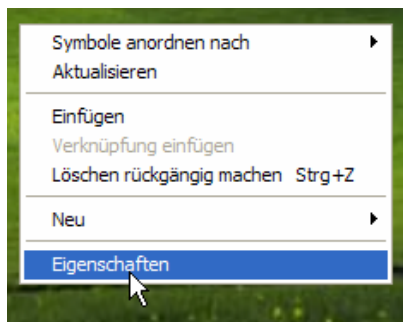 Symbole anordnen nach
Aktualisieren
Einfügen
Verknüpfung einfügen
Löschen rückgängig machen Strg+Z
Neu
Eigenschaften